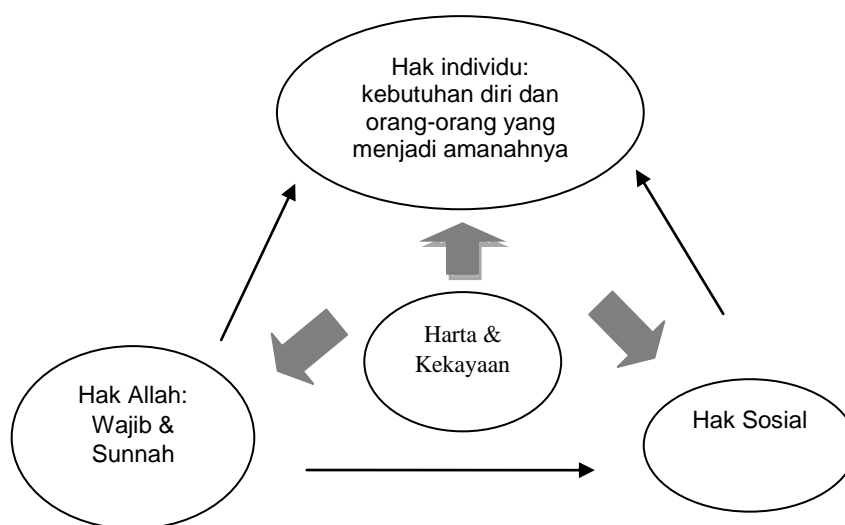 Hak individu:
kebutuhan diri dan
orang-orang yang
menjadi amanahnya
Harta &
Kekayaan
Hak Allah:
Wajib &
Sunnah
Hak Sosial